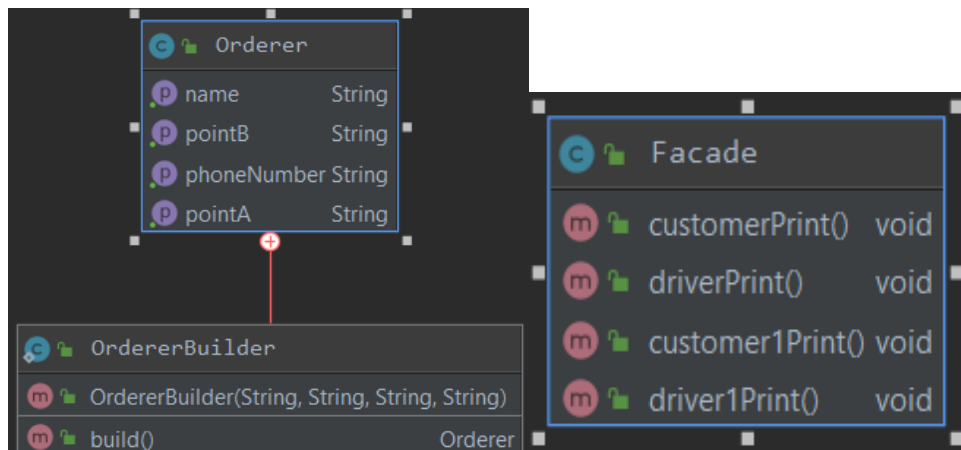 Orderer
name String
pointB String
phoneNumber String
pointA String
OrdererBuilder
OrdererBuilder(String, String, String, String)
build() Orderer
Facade
customerPrint() void
driverPrint() void
customer1Print() void
driver1Print() void